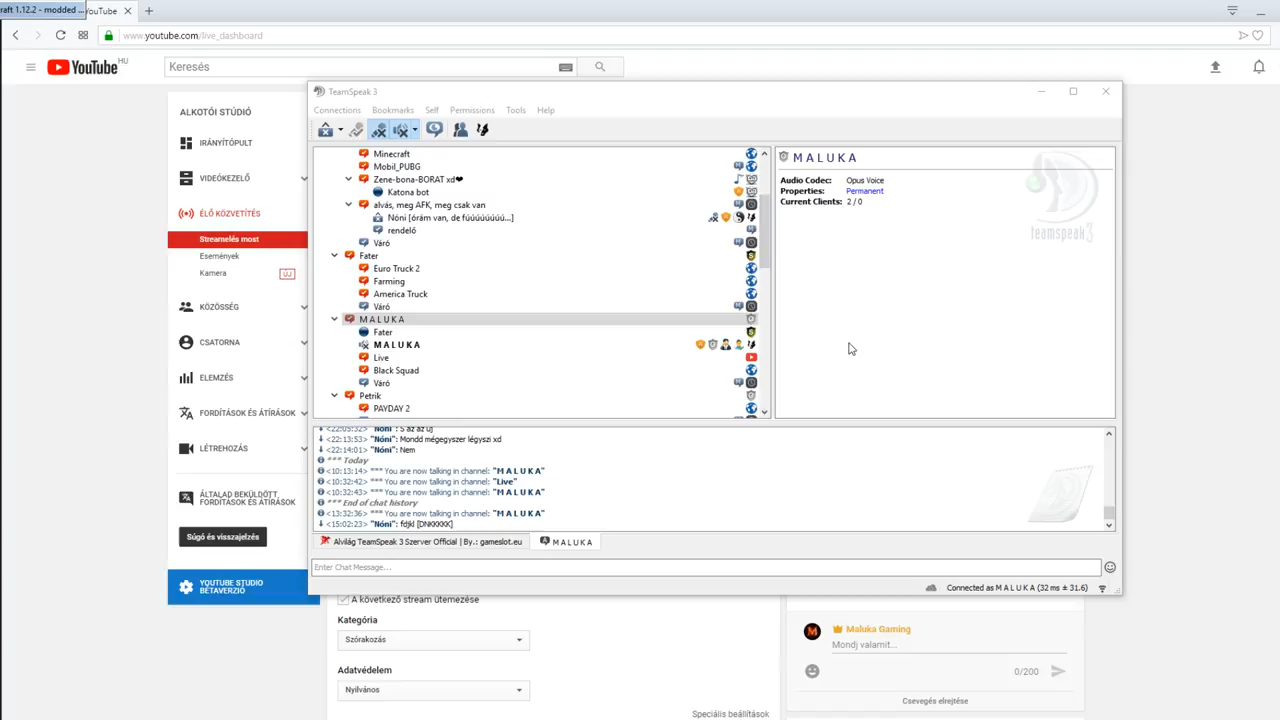 raft 1.12.2 - modded ...
YouTube
www.youtube.com/live_dashboard
YouTube HU
Keresés
ALKOTÓI STÚDIÓ
IRÁNYÍTÓPULT
VIDEÓKEZELŐ
ÉLŐ KÖZVETÍTÉS
Streamelés most
Események
Kamera
ÚJ
KÖZÖSSÉG
CSATORNA
ELEMZÉS
FORDÍTÁSOK ÉS ÁTÍRÁSOK
LÉTREHOZÁS
ÁLTALAD BEKÜLDÖTT
FORDÍTÁSOK ÉS ÁTÍRÁSOK
Súgó és visszajelzés
YOUTUBE STUDIO
BÉTAVERZIÓ
TeamSpeak 3
Connections Bookmarks Self Permissions Tools Help
Minecraft
Mobil_PUBG
Zene-bona-BORAT xd❤
Katona bot
alvás, meg AFK, meg csak van
Nóni [órám van, de fúúúúúúúú...]
rendelő
Váró
Fater
Euro Truck 2
Farming
America Truck
Váró
M A L U K A
Fater
M A L U K A
Live
Black Squad
Váró
Petrik
PAYDAY 2
M A L U K A
Audio Codec: Opus Voice
Properties: Permanent
Current Clients: 2 / 0
teamspeak3
<22:13:53> "Nóni": Mondd mégegyszer légyszi xd
<22:14:01> "Nóni": Nem
*** Today
<10:13:14> *** You are now talking in channel: "M A L U K A"
<10:32:42> *** You are now talking in channel: "Live"
<10:32:43> *** You are now talking in channel: "M A L U K A"
*** End of chat history
<13:32:36> *** You are now talking in channel: "M A L U K A"
<15:02:23> "Nóni": fdjkl [DNKKKKK]
Alvilág TeamSpeak 3 Szerver Official | By.: gameslot.eu
M A L U K A
Enter Chat Message...
Connected as M A L U K A (32 ms ± 31.6)
A következő stream ütemezése
Kategória
Szórakozás
Adatvédelem
Nyilvános
Speciális beállítások
Maluka Gaming
Mondj valamit...
0/200
Csevegés elrejtése